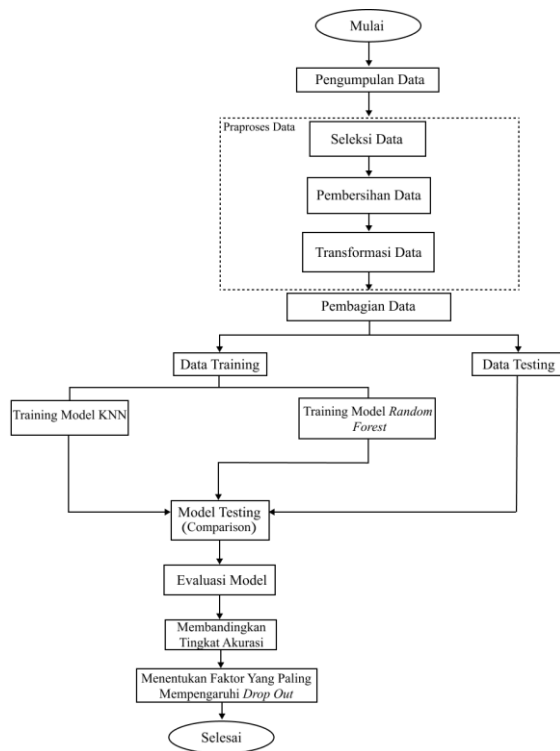 Mulai
Pengumpulan Data
Praproses Data
Seleksi Data
Pembersihan Data
Transformasi Data
Pembagian Data
Data Training
Data Testing
Training Model KNN
Training Model Random
Forest
Model Testing
(Comparison)
Evaluasi Model
Membandingkan
Tingkat Akurasi
Menentukan Faktor Yang Paling
Mempengaruhi Drop Out
Selesai